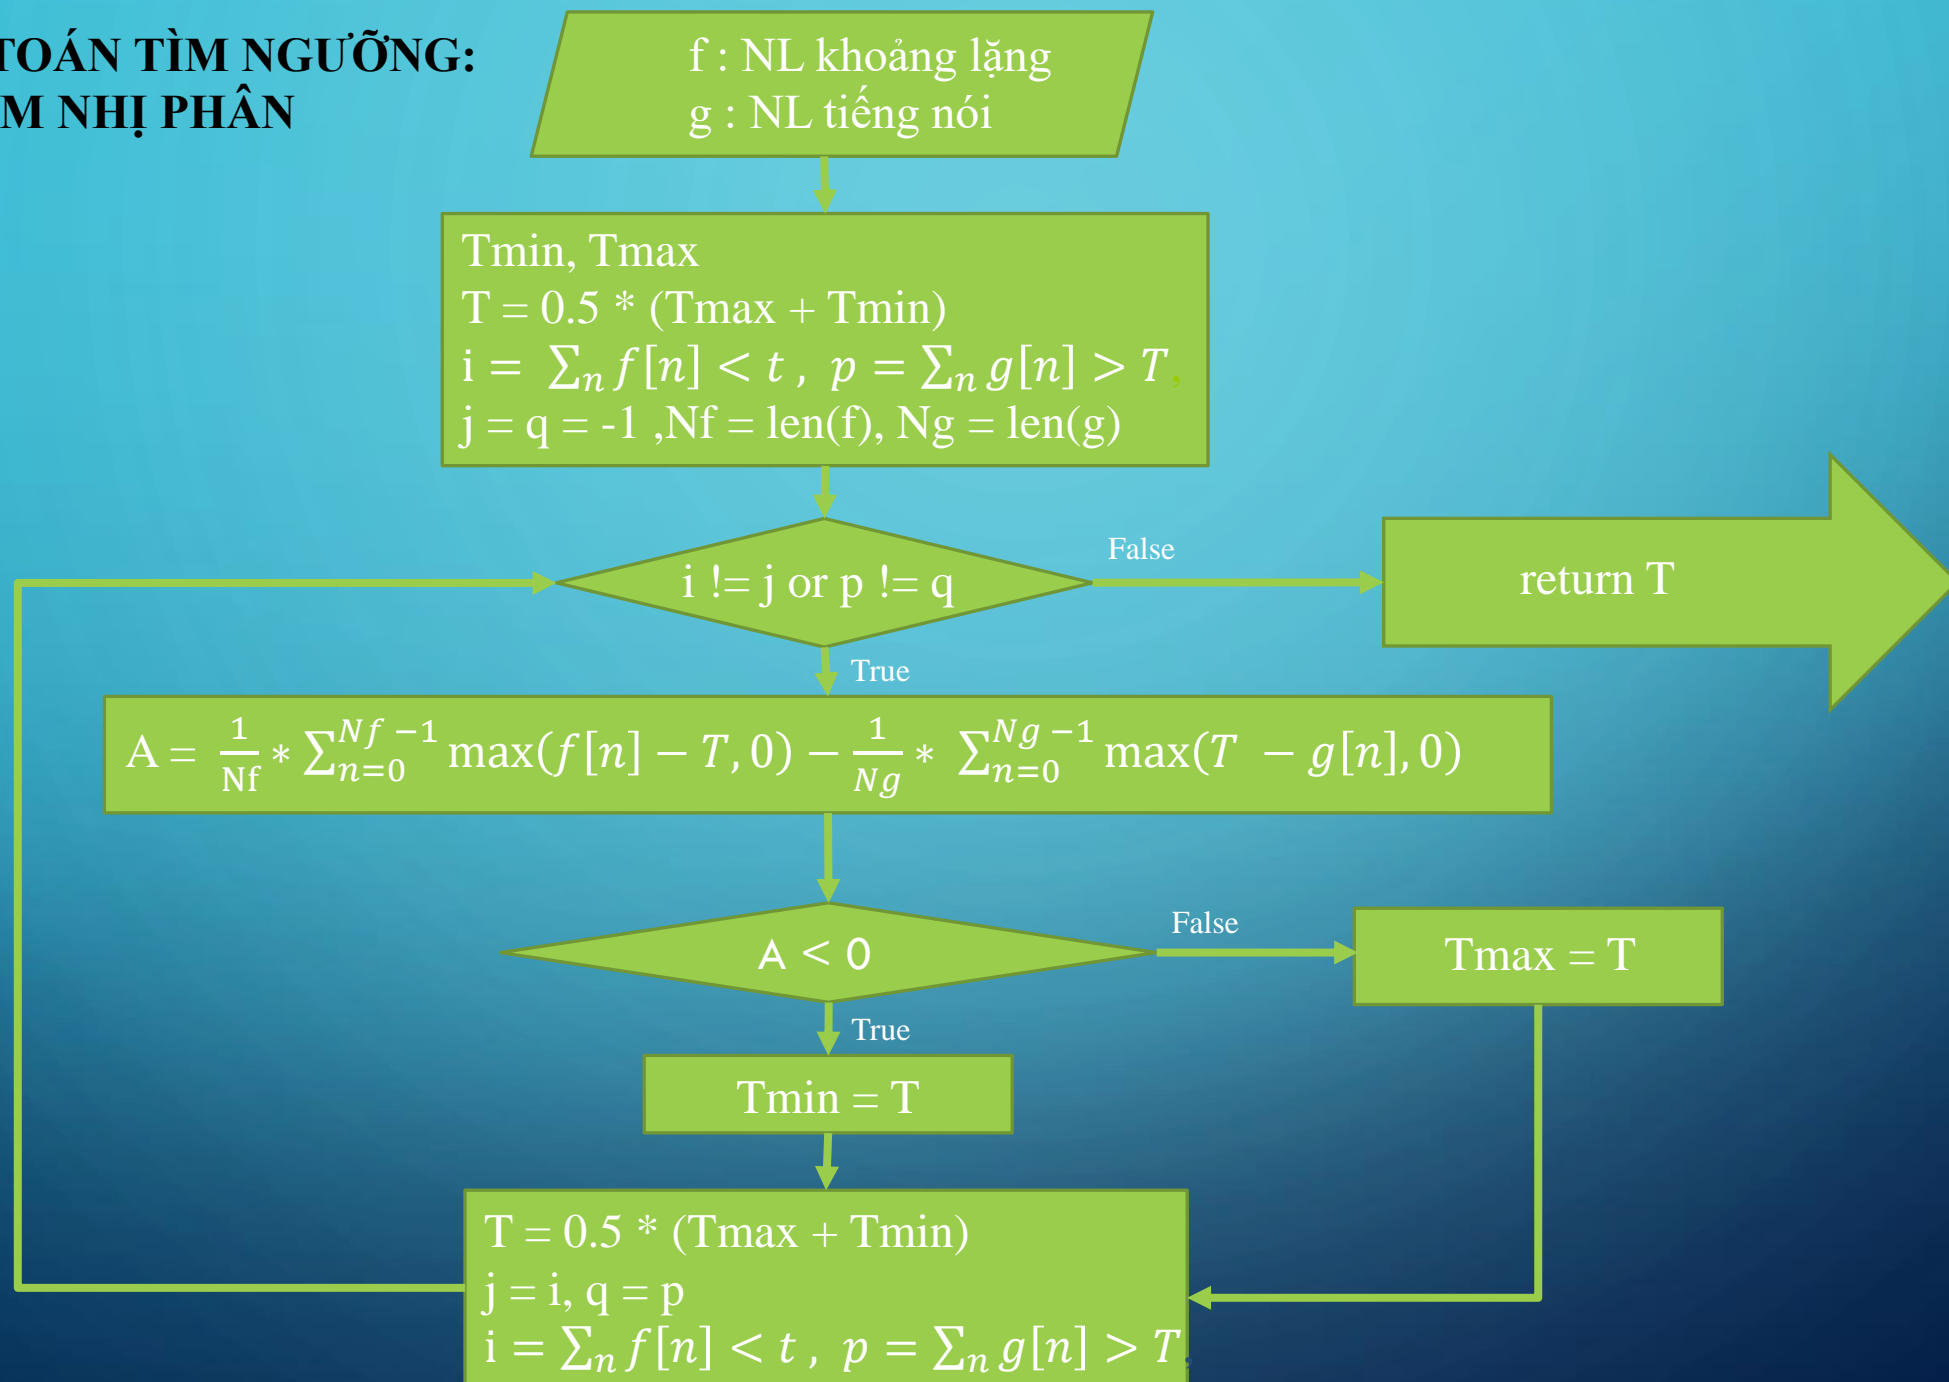 TOÁN TÌM NGƯỠNG:
M NHỊ PHÂN
f : NL khoảng lặng
g : NL tiếng nói
Tmin, Tmax
T = 0.5 * (Tmax + Tmin)
i = ∑ₙ f[n] < t , p = ∑ₙ g[n] > T,
j = q = -1 ,Nf = len(f), Ng = len(g)
i != j or p != q
False
return T
True
A = \frac{1}{Nf} * ∑_{n=0}^{Nf −1} max(f[n] − T, 0) − \frac{1}{Ng} * ∑_{n=0}^{Ng −1} max(T − g[n], 0)
A < 0
False
Tmax = T
True
Tmin = T
T = 0.5 * (Tmax + Tmin)
j = i, q = p
i = ∑ₙ f[n] < t , p = ∑ₙ g[n] > T,